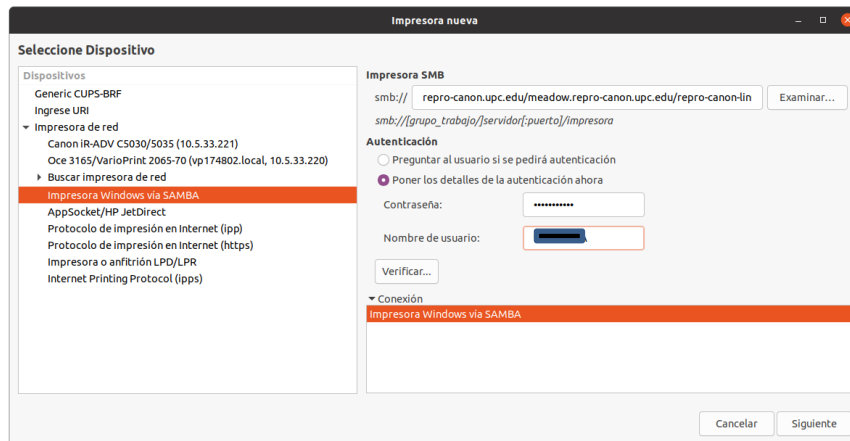 Impresora nueva
Seleccione Dispositivo
Dispositivos
Generic CUPS-BRF
Ingrese URI
Impresora de red
Canon iR-ADV C5030/5035 (10.5.33.221)
Oce 3165/VarioPrint 2065-70 (vp174802.local, 10.5.33.220)
Buscar impresora de red
Impresora Windows vía SAMBA
AppSocket/HP JetDirect
Protocolo de impresión en Internet (ipp)
Protocolo de impresión en Internet (https)
Impresora o anfitrión LPD/LPR
Internet Printing Protocol (ipps)
Impresora SMB
smb:// repro-canon.upc.edu/meadow.repro-canon.upc.edu/repro-canon-lin Examinar...
smb://[grupo_trabajo/]servidor[:puerto]/impresora
Autenticación
Preguntar al usuario si se pedirá autenticación
Poner los detalles de la autenticación ahora
Contraseña: •••••••••••
Nombre de usuario:
Verificar...
Conexión
Impresora Windows vía SAMBA
Cancelar Siguiente